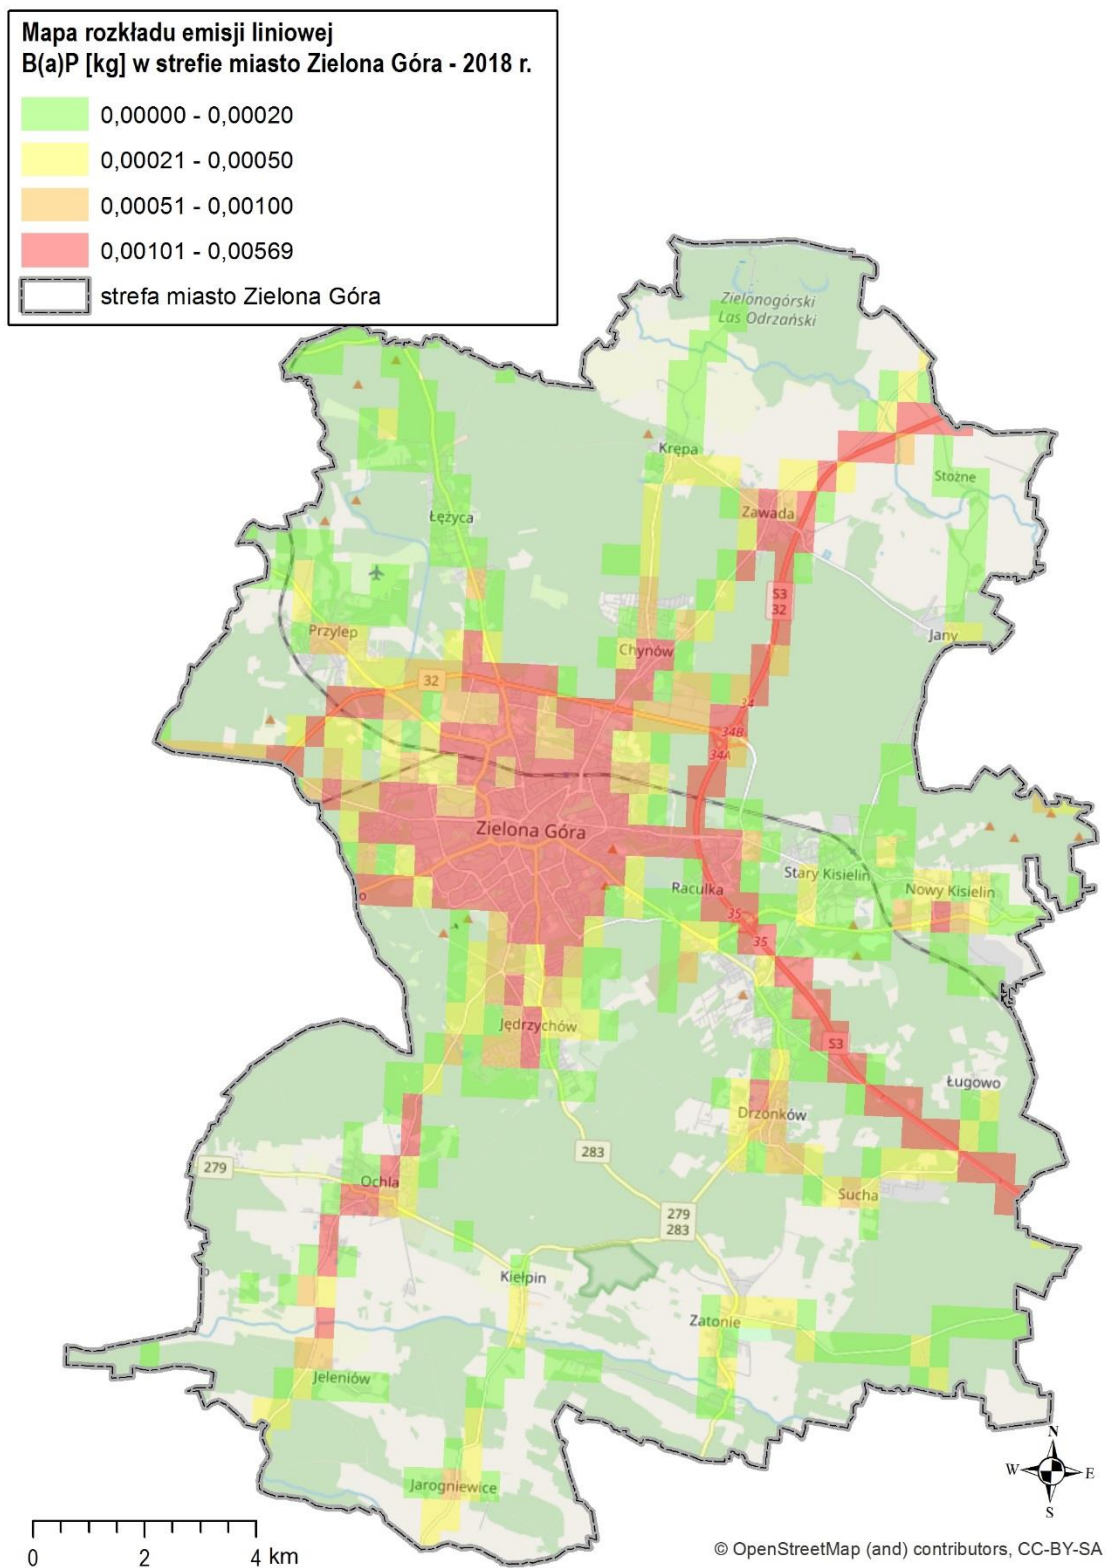 Mapa rozkładu emisji liniowej
B(a)P [kg] w strefie miasto Zielona Góra - 2018 r.
0,00000 - 0,00020
0,00021 - 0,00050
0,00051 - 0,00100
0,00101 - 0,00569
strefa miasto Zielona Góra
Zielonogórski
Las Odrzański
Krępa
Stożne
Zawada
Łężyca
S3
32
Przylep
Jany
Chynów
32
34
34B
34A
Zielona Góra
Stary Kisielin
Raculka
Nowy Kisielin
35
35
Jędrzychów
S3
Ługowo
Drzonków
283
279
Ochla
Sucha
279
283
Kiełpin
Zatonie
Jeleniów
Jarogniewice
N
W
E
S
0
2
4 km
© OpenStreetMap (and) contributors, CC-BY-SA